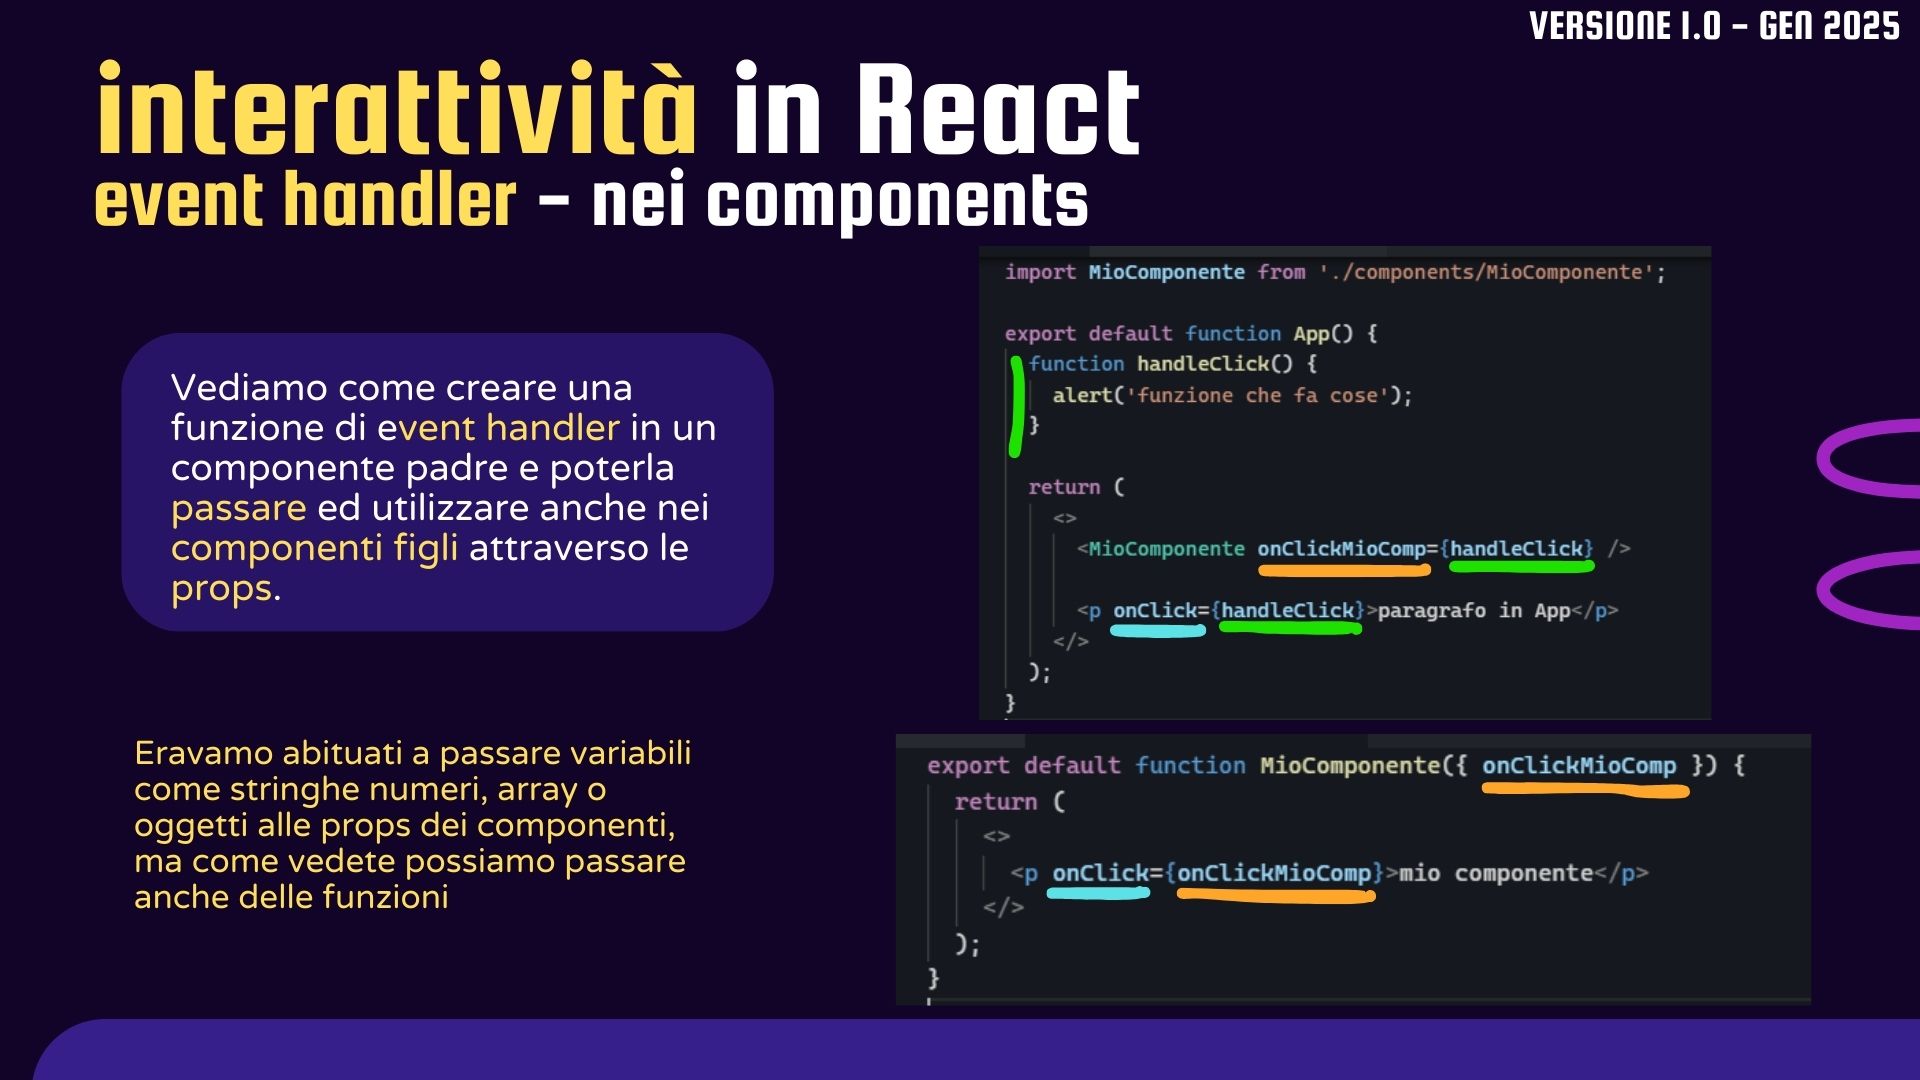 VERSIONE 1.0 - GEN 2025
interattività in React
event handler - nei components
Vediamo come creare una
funzione di event handler in un
componente padre e poterla
passare ed utilizzare anche nei
componenti figli attraverso le
props.
Eravamo abituati a passare variabili
come stringhe numeri, array o
oggetti alle props dei componenti,
ma come vedete possiamo passare
anche delle funzioni
import MioComponente from './components/MioComponente';
export default function App() {
function handleClick() {
alert('funzione che fa cose');
}
return (
<>
<MioComponente onClickMioComp={handleClick} />
<p onClick={handleClick}>paragrafo in App</p>
</>
);
}
export default function MioComponente({ onClickMioComp }) {
return (
<>
<p onClick={onClickMioComp}>mio componente</p>
</>
);
}